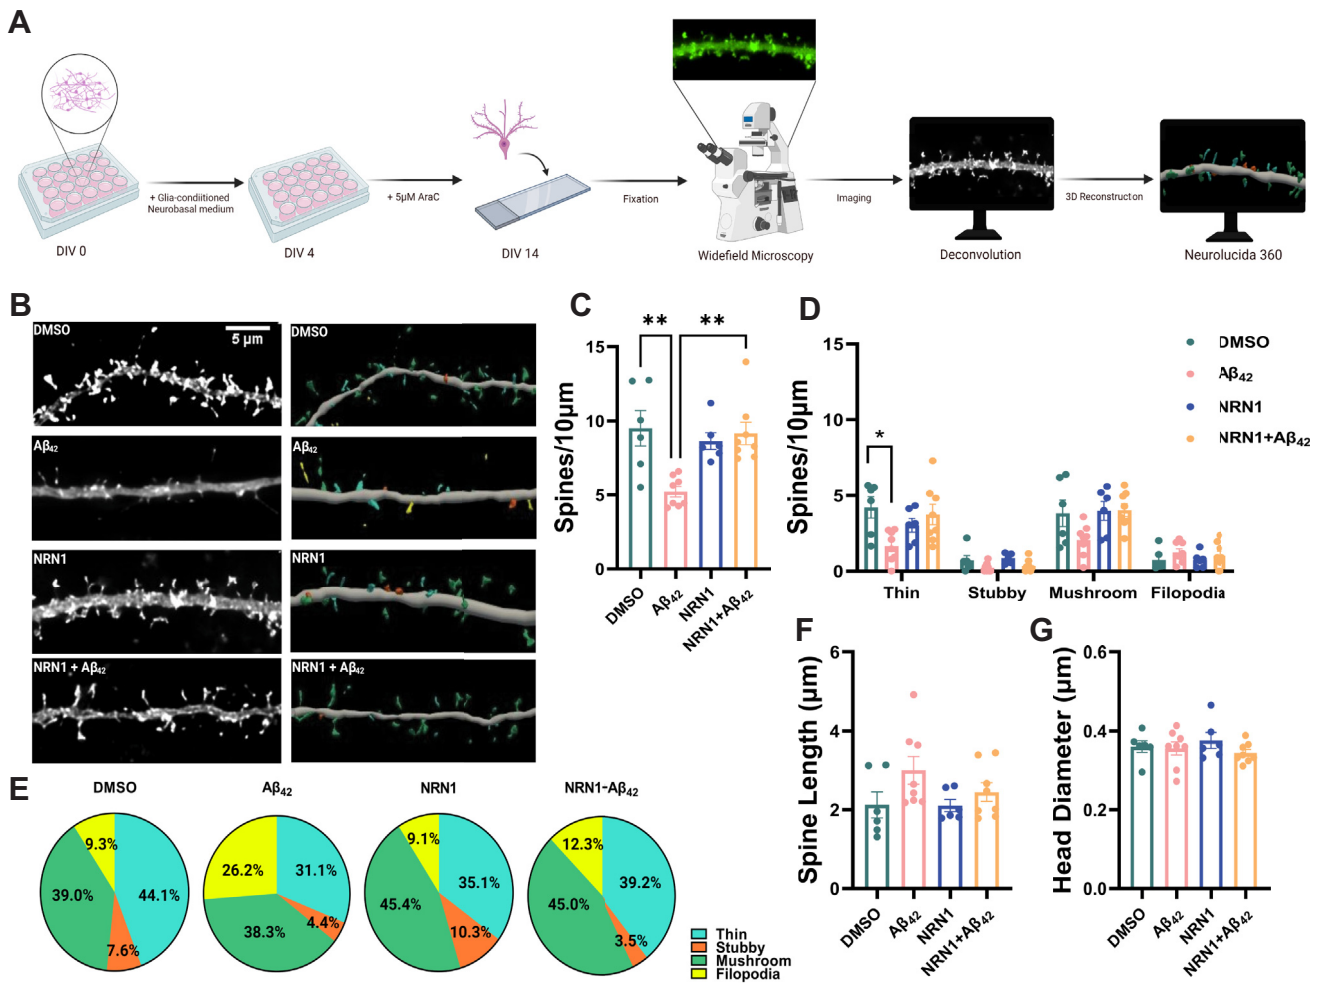 A
+ Glia-condiitioned
Neurobasal medium
+ 5µM AraC
Fixation
Imaging
3D Reconstruction
DIV 0
DIV 4
DIV 14
Widefield Microscopy
Deconvolution
Neurolucida 360
B
DMSO
5 µm
DMSO
Aβ₄₂
Aβ₄₂
NRN1
NRN1
NRN1 + Aβ₄₂
NRN1 + Aβ₄₂
C
** **
Spines/10µm
15
10
5
0
DMSO
Aβ₄₂
NRN1
NRN1+Aβ₄₂
D
Spines/10µm
15
10
5
0
*
Thin
Stubby
Mushroom
Filopodia
DMSO
Aβ₄₂
NRN1
NRN1+Aβ₄₂
E
DMSO
9.3%
44.1%
39.0%
7.6%
Aβ₄₂
26.2%
31.1%
4.4%
38.3%
NRN1
9.1%
35.1%
45.4%
10.3%
NRN1-Aβ₄₂
12.3%
39.2%
45.0%
3.5%
Thin
Stubby
Mushroom
Filopodia
F
Spine Length (µm)
6
4
2
0
DMSO
Aβ₄₂
NRN1
NRN1+Aβ₄₂
G
Head Diameter (µm)
0.6
0.4
0.2
0.0
DMSO
Aβ₄₂
NRN1
NRN1+Aβ₄₂